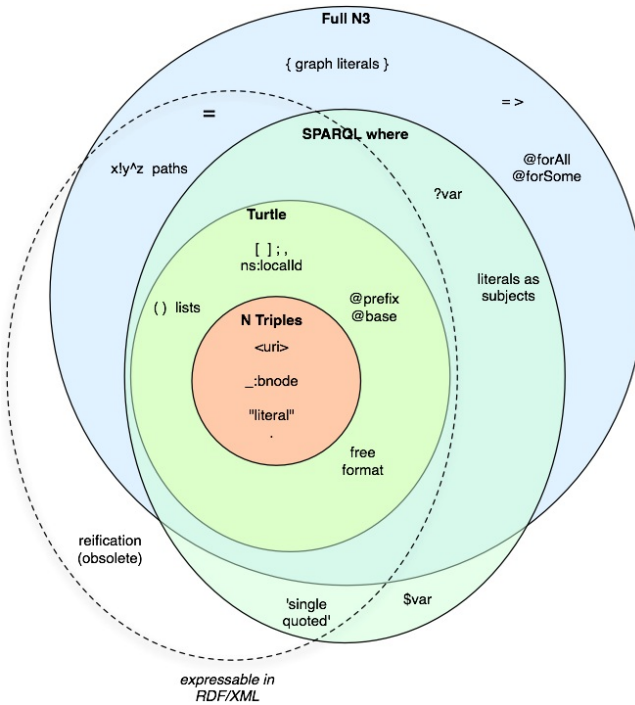 Full N3
{ graph literals }
=
= >
SPARQL where
x!y^z paths
@forAll
@forSome
?var
Turtle
[ ] ; ,
ns:localId
literals as
subjects
( ) lists
@prefix
@base
N Triples
<uri>
_:bnode
"literal"
.
free
format
reification
(obsolete)
'single
quoted'
$var
expressable in
RDF/XML